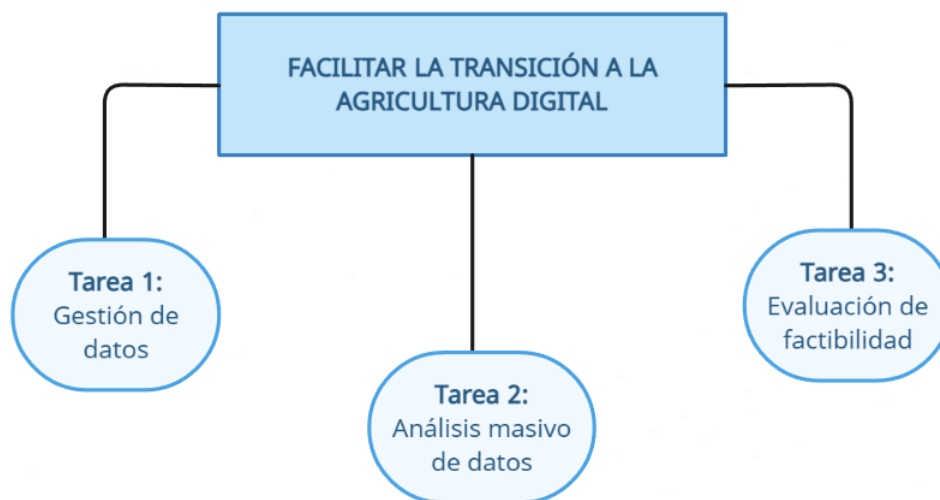 FACILITAR LA TRANSICIÓN A LA
AGRICULTURA DIGITAL
Tarea 1:
Gestión de
datos
Tarea 2:
Análisis masivo
de datos
Tarea 3:
Evaluación de
factibilidad